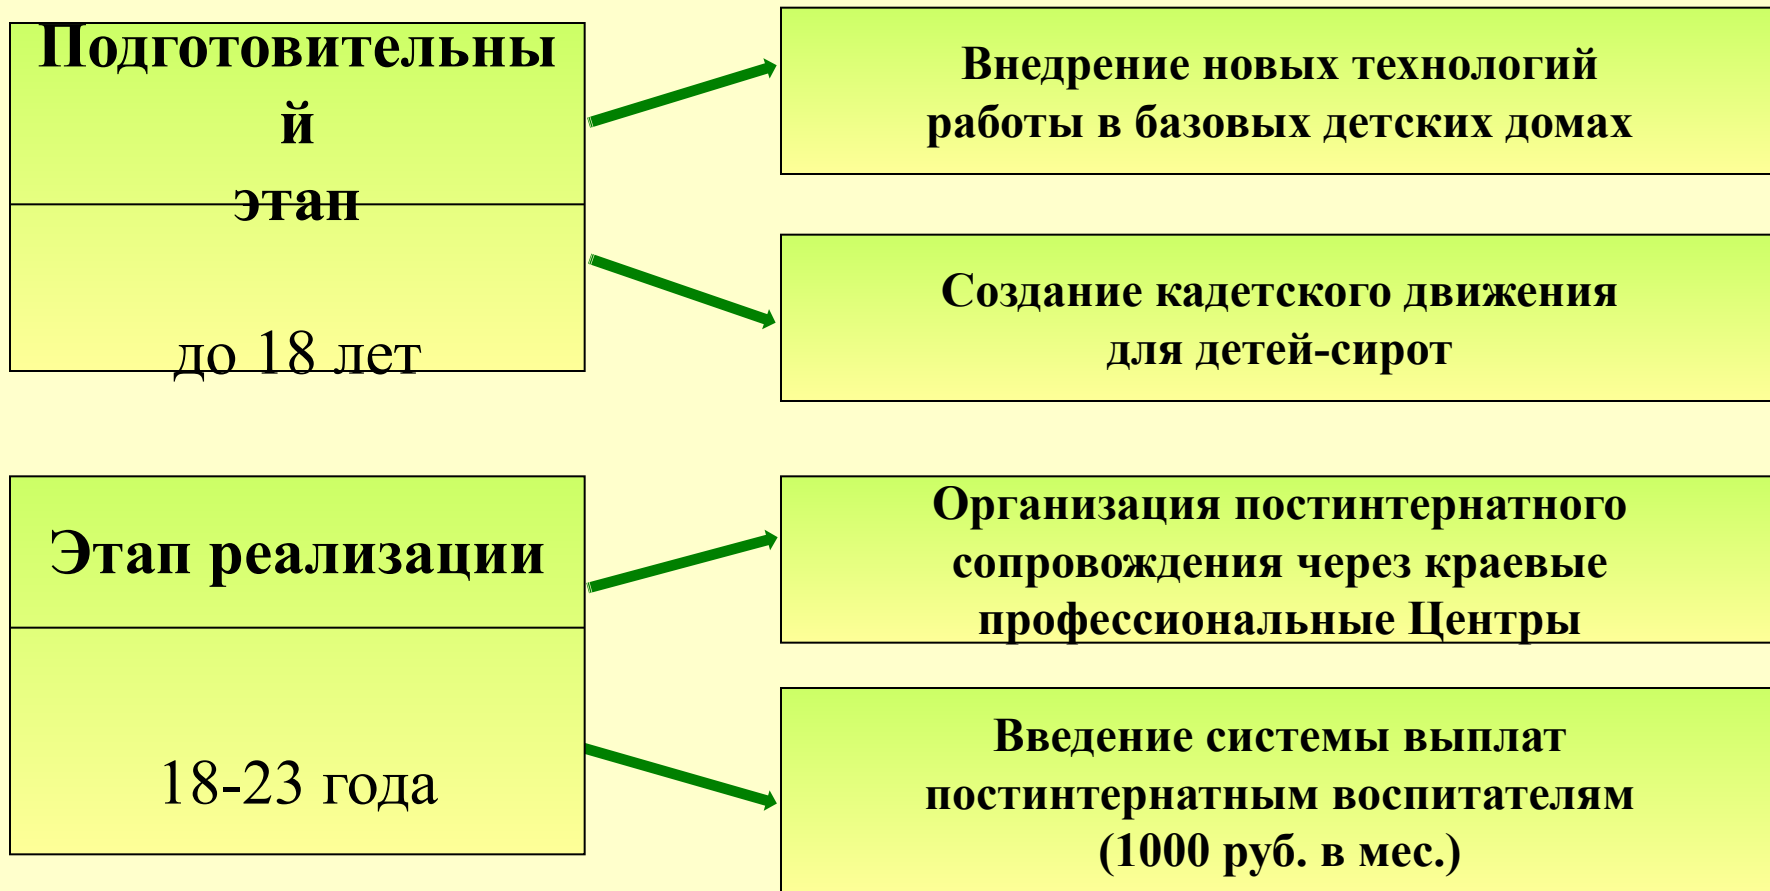 Подготовительны
й
этап
до 18 лет
Внедрение новых технологий
работы в базовых детских домах
Создание кадетского движения
для детей-сирот
Этап реализации
18-23 года
Организация постинтернатного
сопровождения через краевые
профессиональные Центры
Введение системы выплат
постинтернатным воспитателям
(1000 руб. в мес.)